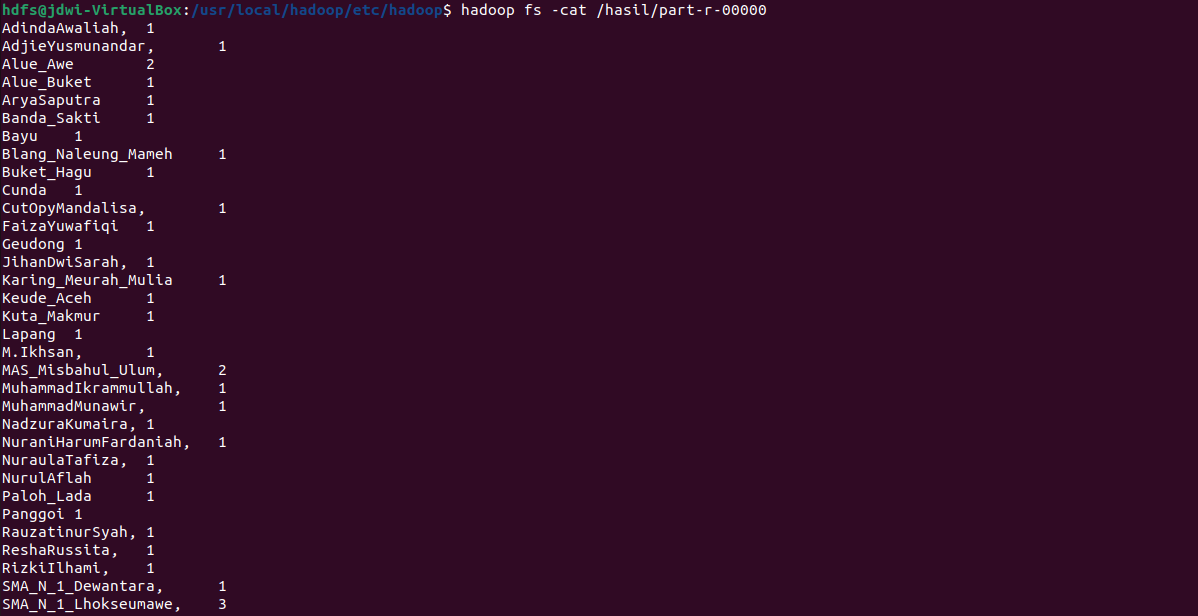 hdfs@jdwi-VirtualBox:/usr/local/hadoop/etc/hadoop$ hadoop fs -cat /hasil/part-r-00000
AdindaAwaliah,	1
AdjieYusmunandar,	1
Alue_Awe	2
Alue_Buket	1
AryaSaputra	1
Banda_Sakti	1
Bayu	1
Blang_Naleung_Mameh	1
Buket_Hagu	1
Cunda	1
CutOpyMandalisa,	1
FaizaYuwafiqi	1
Geudong	1
JihanDwiSarah,	1
Karing_Meurah_Mulia	1
Keude_Aceh	1
Kuta_Makmur	1
Lapang	1
M.Ikhsan,	1
MAS_Misbahul_Ulum,	2
MuhammadIkrammullah,	1
MuhammadMunawir,	1
NadzuraKumaira,	1
NuraniHarumFardaniah,	1
NuraulaTafiza,	1
NurulAflah	1
Paloh_Lada	1
Panggoi	1
RauzatinurSyah,	1
ReshaRussita,	1
RizkiIlhami,	1
SMA_N_1_Dewantara,	1
SMA_N_1_Lhokseumawe,	3